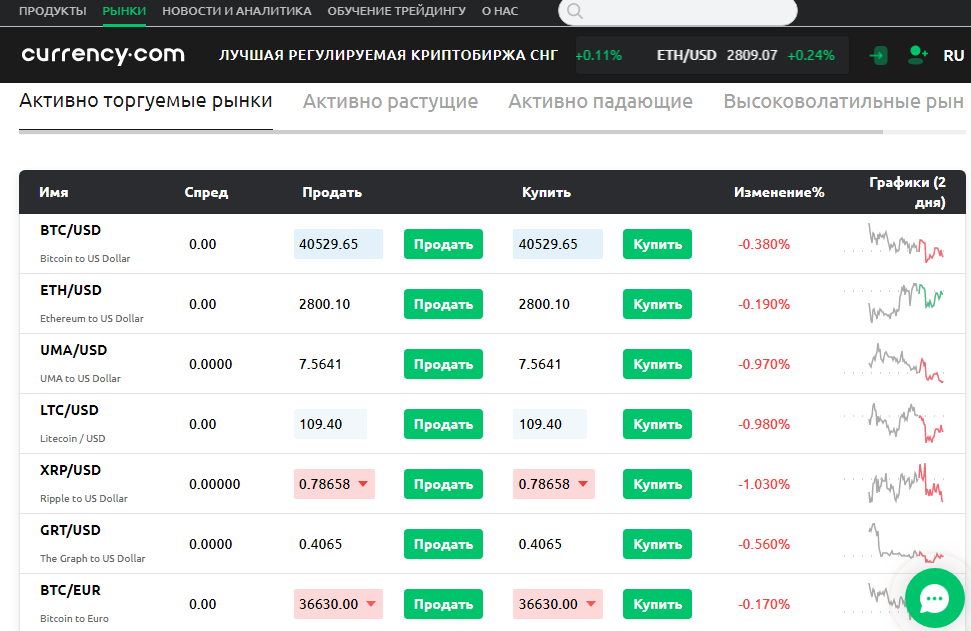 ПРОДУКТЫ РЫНКИ НОВОСТИ И АНАЛИТИКА ОБУЧЕНИЕ ТРЕЙДИНГУ О НАС
currency.com ЛУЧШАЯ РЕГУЛИРУЕМАЯ КРИПТОБИРЖА СНГ +0.11% ETH/USD 2809.07 +0.24% RU
Активно торгуемые рынки Активно растущие Активно падающие Высоковолатильные рын
Имя Спред Продать Купить Изменение% Графики (2
дня)
BTC/USD
0.00 40529.65 Продать 40529.65 Купить -0.380%
Bitcoin to US Dollar
ETH/USD
0.00 2800.10 Продать 2800.10 Купить -0.190%
Ethereum to US Dollar
UMA/USD
0.0000 7.5641 Продать 7.5641 Купить -0.970%
UMA to US Dollar
LTC/USD
0.00 109.40 Продать 109.40 Купить -0.980%
Litecoin / USD
XRP/USD
0.00000 0.78658 Продать 0.78658 Купить -1.030%
Ripple to US Dollar
GRT/USD
0.0000 0.4065 Продать 0.4065 Купить -0.560%
The Graph to US Dollar
BTC/EUR
0.00 36630.00 Продать 36630.00 Купить -0.170%
Bitcoin to Euro